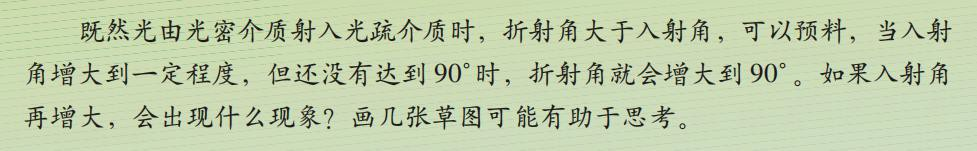 既然光由光密介质射入光疏介质时，折射角大于入射角，可以预料，当入射
角增大到一定程度，但还没有达到 90°时，折射角就会增大到 90°。如果入射角
再增大，会出现什么现象？画几张草图可能有助于思考。